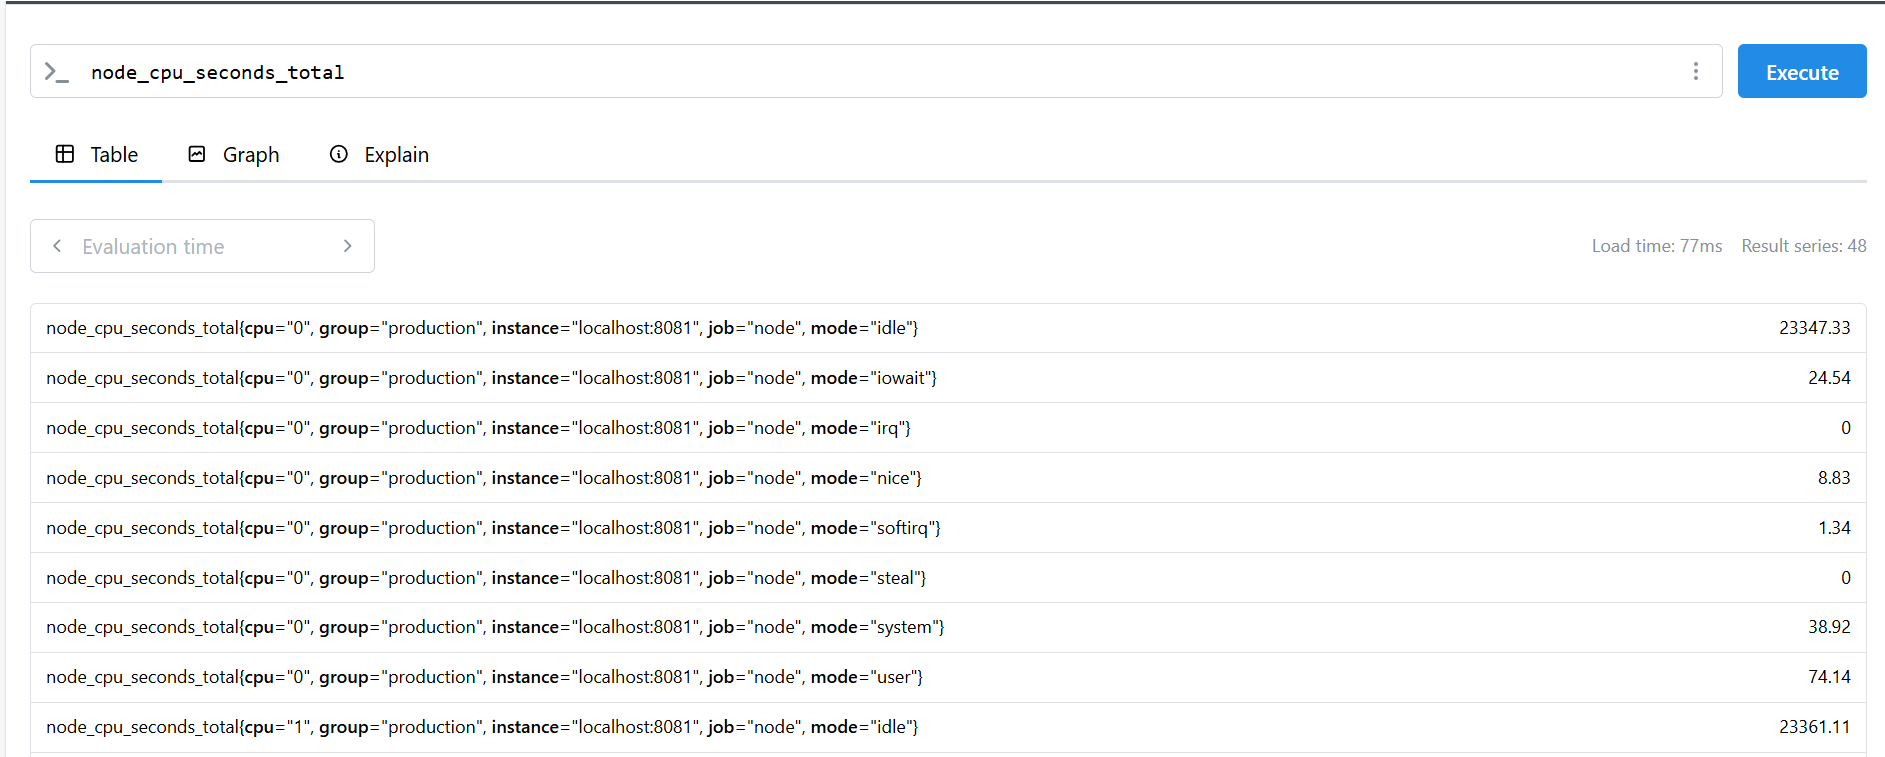 node_cpu_seconds_total
Execute
Table Graph Explain
Evaluation time
Load time: 77ms Result series: 48
node_cpu_seconds_total{cpu="0", group="production", instance="localhost:8081", job="node", mode="idle"} 23347.33
node_cpu_seconds_total{cpu="0", group="production", instance="localhost:8081", job="node", mode="iowait"} 24.54
node_cpu_seconds_total{cpu="0", group="production", instance="localhost:8081", job="node", mode="irq"} 0
node_cpu_seconds_total{cpu="0", group="production", instance="localhost:8081", job="node", mode="nice"} 8.83
node_cpu_seconds_total{cpu="0", group="production", instance="localhost:8081", job="node", mode="softirq"} 1.34
node_cpu_seconds_total{cpu="0", group="production", instance="localhost:8081", job="node", mode="steal"} 0
node_cpu_seconds_total{cpu="0", group="production", instance="localhost:8081", job="node", mode="system"} 38.92
node_cpu_seconds_total{cpu="0", group="production", instance="localhost:8081", job="node", mode="user"} 74.14
node_cpu_seconds_total{cpu="1", group="production", instance="localhost:8081", job="node", mode="idle"} 23361.11